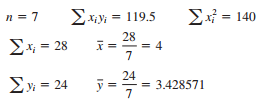 n = 7   ∑xᵢyᵢ = 119.5   ∑xᵢ² = 140
∑xᵢ = 28   x̄ = 28/7 = 4
∑yᵢ = 24   ȳ = 24/7 = 3.428571